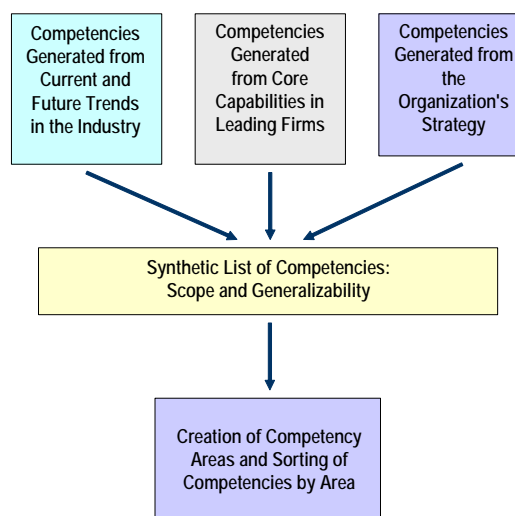 Competencies
Generated from
Current and
Future Trends
in the Industry
Competencies
Generated
from Core
Capabilities in
Leading Firms
Competencies
Generated from
the
Organization's
Strategy
Synthetic List of Competencies:
Scope and Generalizability
Creation of Competency
Areas and Sorting of
Competencies by Area